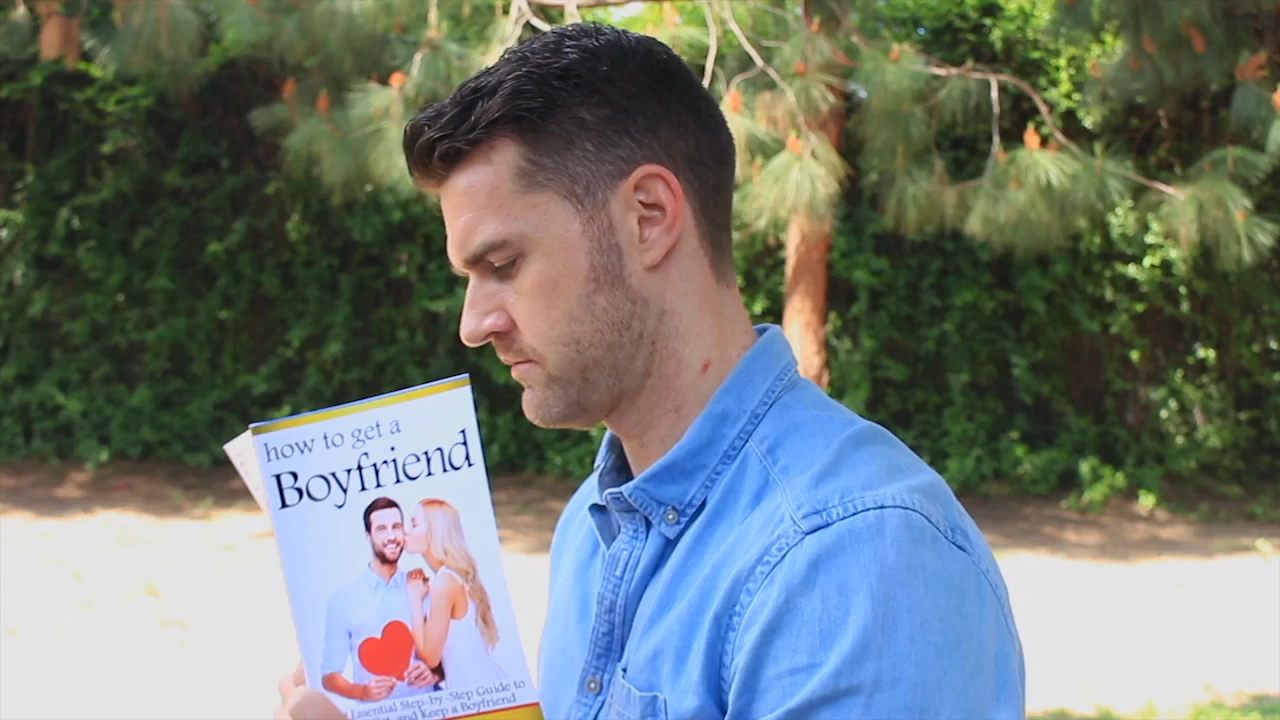 how to get a
Boyfriend
Essential Step-by-Step Guide to
and Keep a Boyfriend